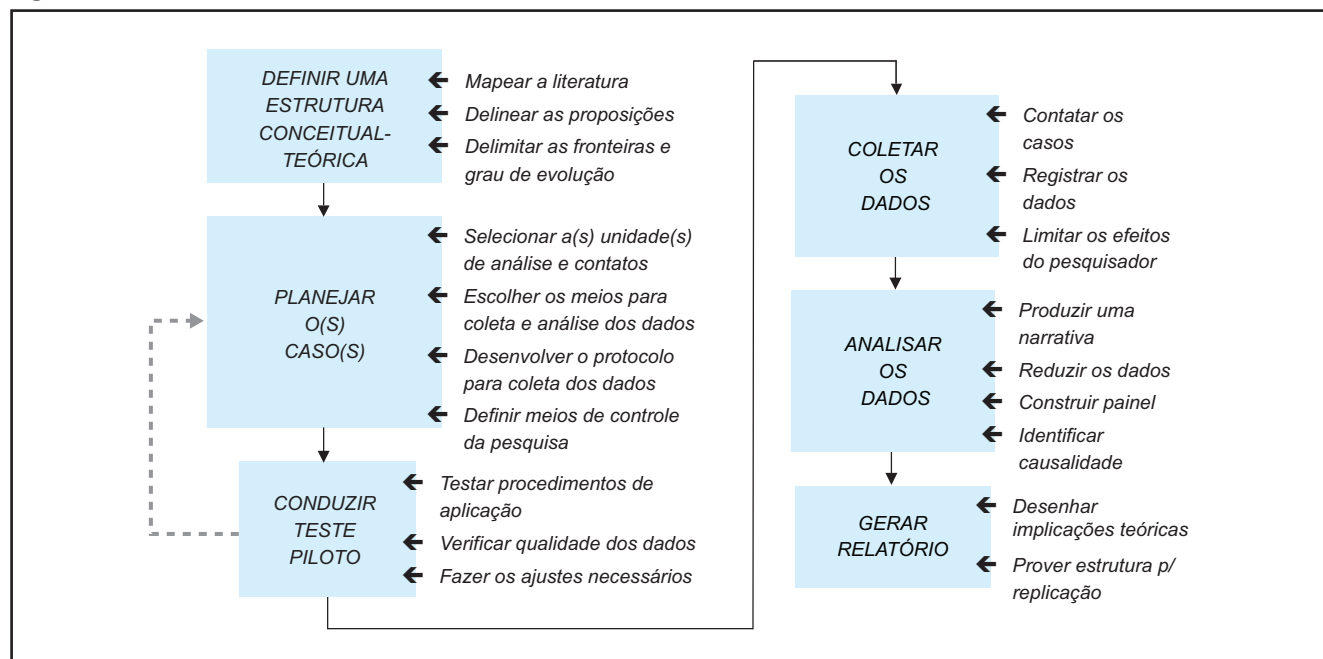 DEFINIR UMA
ESTRUTURA
CONCEITUAL-
TEÓRICA
Mapear a literatura
Delinear as proposições
Delimitar as fronteiras e
grau de evolução
PLANEJAR
O(S)
CASO(S)
Selecionar a(s) unidade(s)
de análise e contatos
Escolher os meios para
coleta e análise dos dados
Desenvolver o protocolo
para coleta dos dados
Definir meios de controle
da pesquisa
CONDUZIR
TESTE
PILOTO
Testar procedimentos de
aplicação
Verificar qualidade dos dados
Fazer os ajustes necessários
COLETAR
OS
DADOS
Contatar os
casos
Registrar os
dados
Limitar os efeitos
do pesquisador
ANALISAR
OS
DADOS
Produzir uma
narrativa
Reduzir os dados
Construir painel
Identificar
causalidade
GERAR
RELATÓRIO
Desenhar
implicações teóricas
Prover estrutura p/
replicação